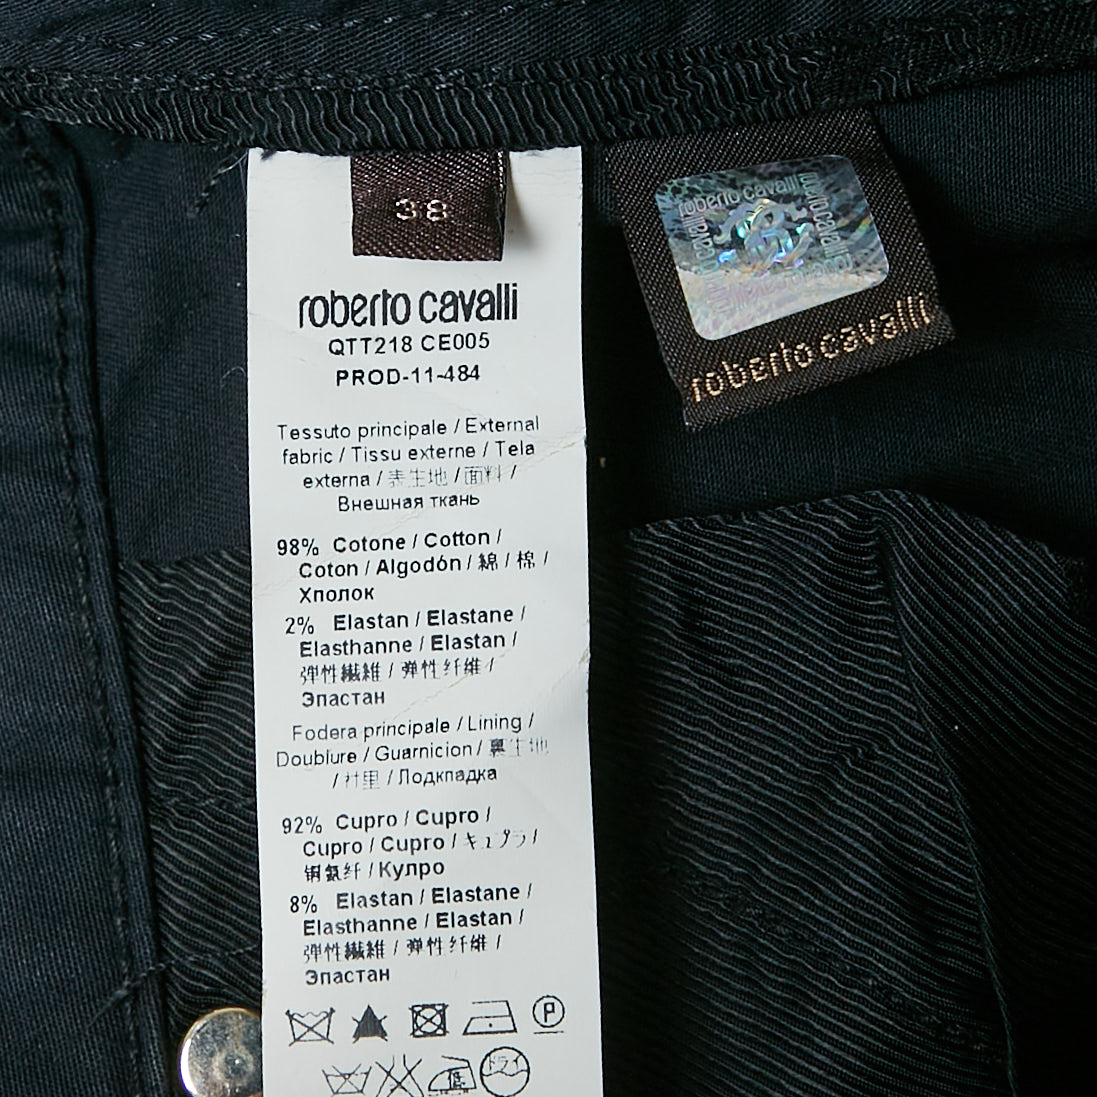 38
roberto cavalli
QTT218 CE005
PROD-11-484
Tessuto principale / External
fabric / Tissu externe / Tela
externa / 表生地 / 面料 /
Внешная ткань
98% Cotone / Cotton /
Coton / Algodón / 綿 / 棉 /
Хполок
2% Elastan / Elastane /
Elasthanne / Elastan /
弾性繊維 / 弹性纤维 /
Эпастан
Fodera principale / Lining /
Doublure / Guarnicion / 裏生地
/ 衬里 / Лодкпадка
92% Cupro / Cupro /
Cupro / Cupro / キュプラ /
铜氨纤 / Кулро
8% Elastan / Elastane /
Elasthanne / Elastan /
弾性繊維 / 弹性纤维 /
Эпастан
P
低
ドライ
roberto cavalli
roberto cavalli